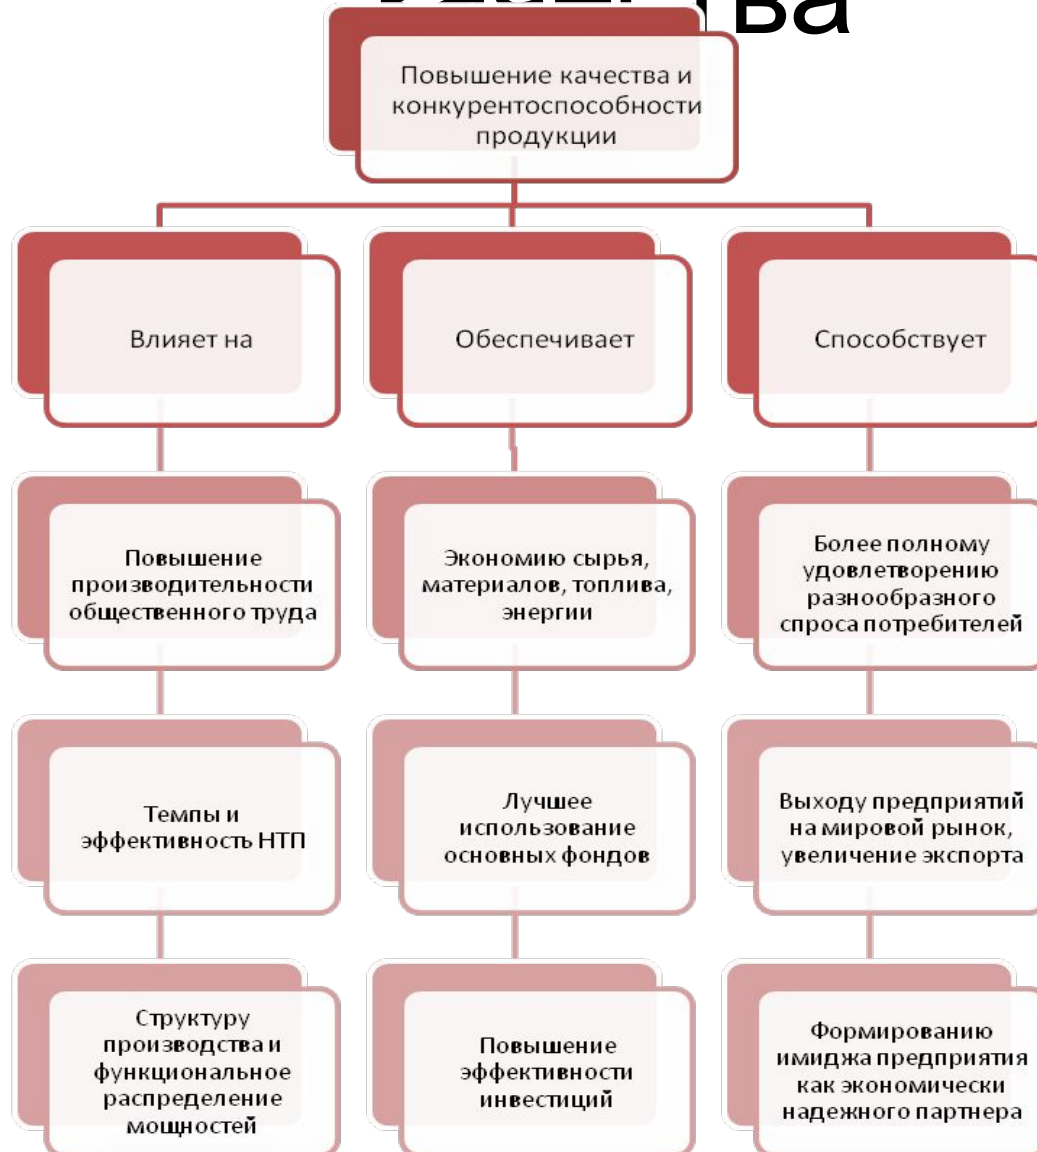 ва
Повышение качества и
конкурентоспособности
продукции
Влияет на
Обеспечивает
Способствует
Повышение
производительности
общественного труда
Экономию сырья,
материалов, топлива,
энергии
Более полному
удовлетворению
разнообразного
спроса потребителей
Темпы и
эффективность НТП
Лучшее
использование
основных фондов
Выходу предприятий
на мировой рынок,
увеличение экспорта
Структуру
производства и
функциональное
распределение
мощностей
Повышение
эффективности
инвестиций
Формированию
имиджа предприятия
как экономически
надежного партнера